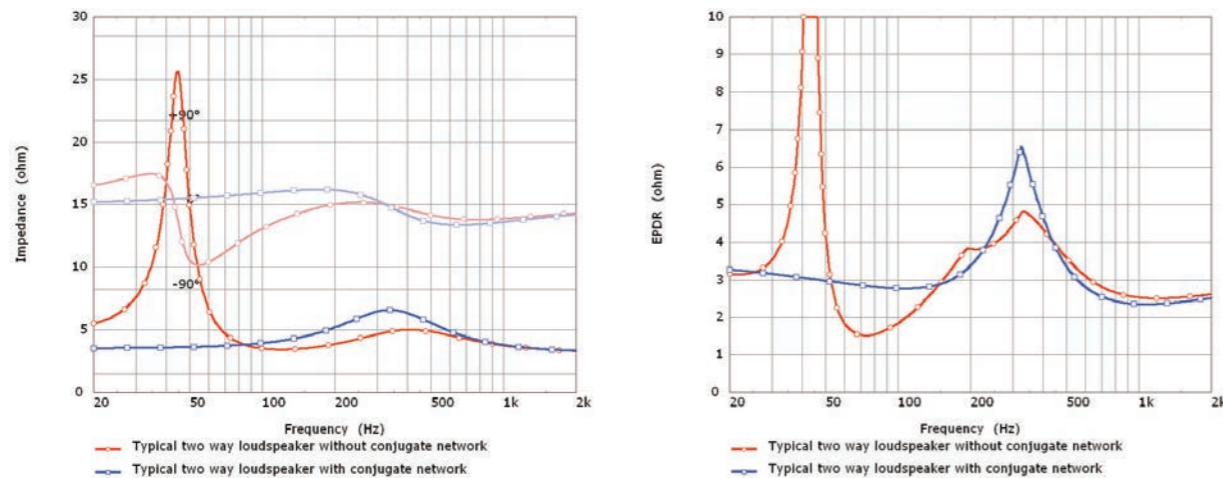 30
25
20
15
10
5
0
Impedance (ohm)
+90°
-90°
20 50 100 200 500 1k 2k
Frequency (Hz)
Typical two way loudspeaker without conjugate network
Typical two way loudspeaker with conjugate network
10
9
8
7
6
5
4
3
2
1
0
EPDR (ohm)
20 50 100 200 500 1k 2k
Frequency (Hz)
Typical two way loudspeaker without conjugate network
Typical two way loudspeaker with conjugate network